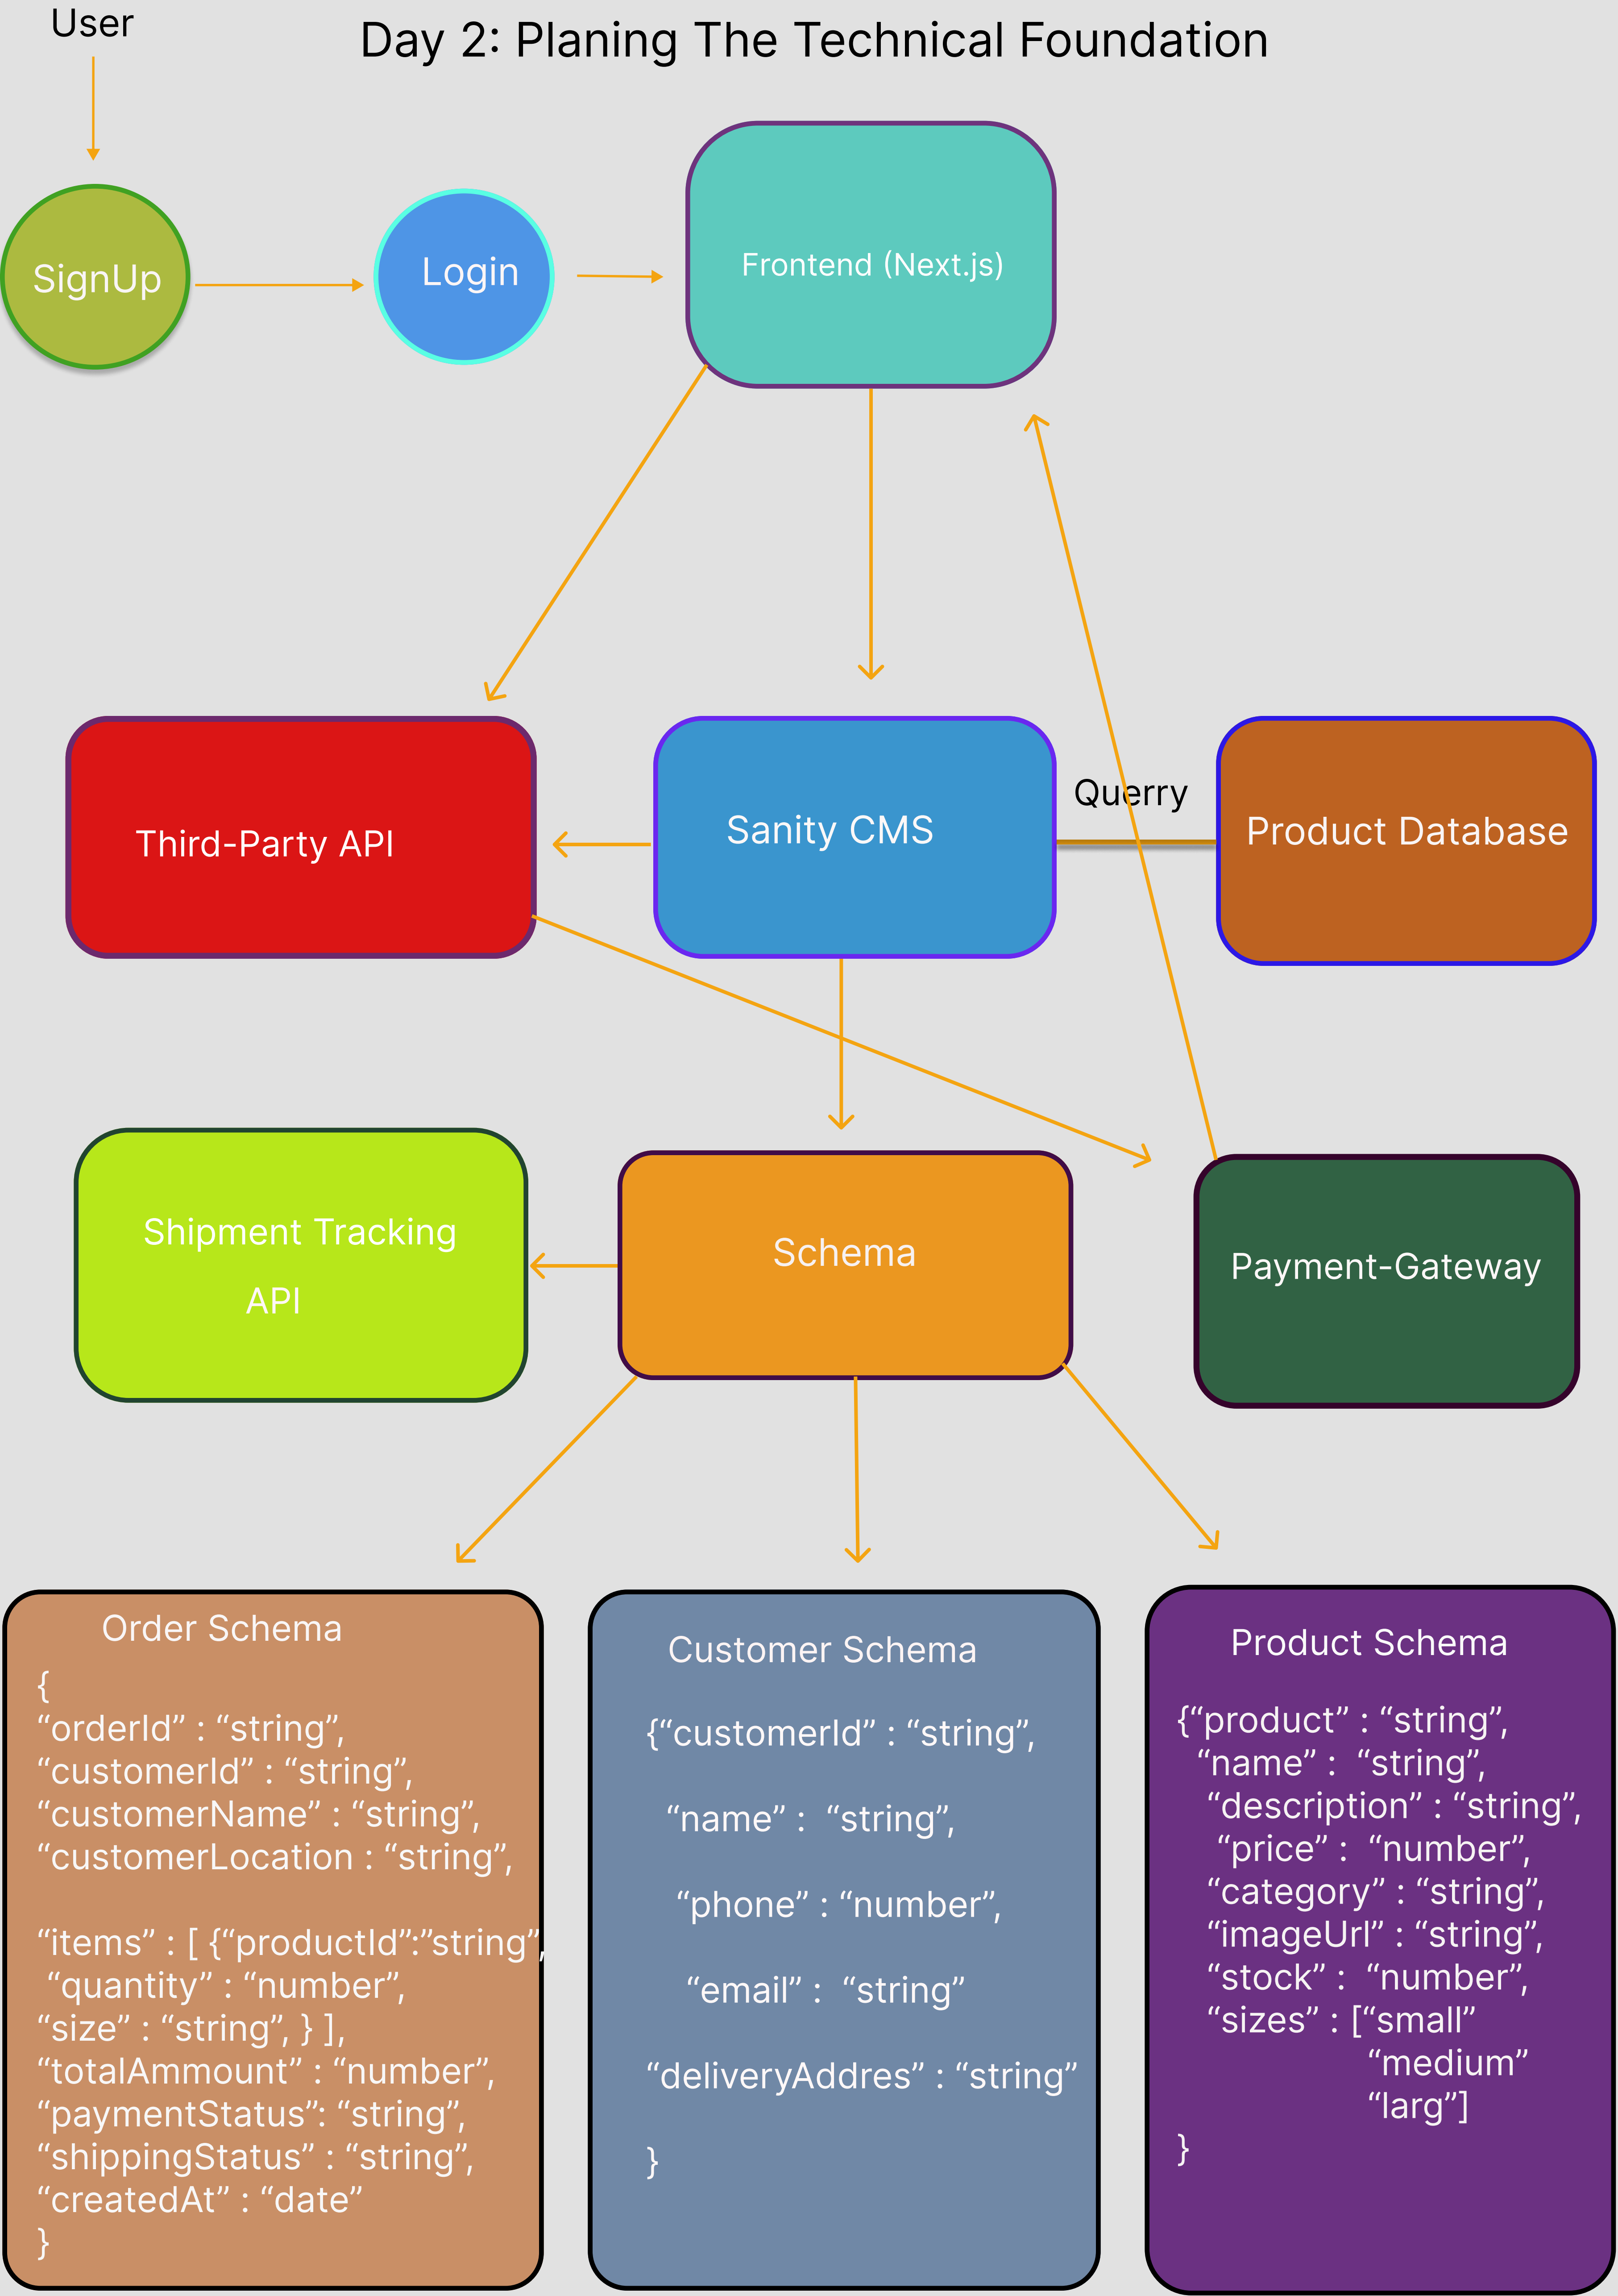 User
Day 2: Planing The Technical Foundation
SignUp
Login
Frontend (Next.js)
Third-Party API
Sanity CMS
Querry
Product Database
Shipment Tracking
API
Schema
Payment-Gateway
Order Schema
{
“orderId” : “string”,
“customerId” : “string”,
“customerName” : “string”,
“customerLocation : “string”,
“items” : [ {“productId”:”string”,
“quantity” : “number”,
“size” : “string”, } ],
“totalAmmount” : “number”,
“paymentStatus”: “string”,
“shippingStatus” : “string”,
“createdAt” : “date”
}
Customer Schema
{“customerId” : “string”,
“name” : “string”,
“phone” : “number”,
“email” : “string”
“deliveryAddres” : “string”
}
Product Schema
{“product” : “string”,
“name” : “string”,
“description” : “string”,
“price” : “number”,
“category” : “string”,
“imageUrl” : “string”,
“stock” : “number”,
“sizes” : [“small”
“medium”
“larg”]
}